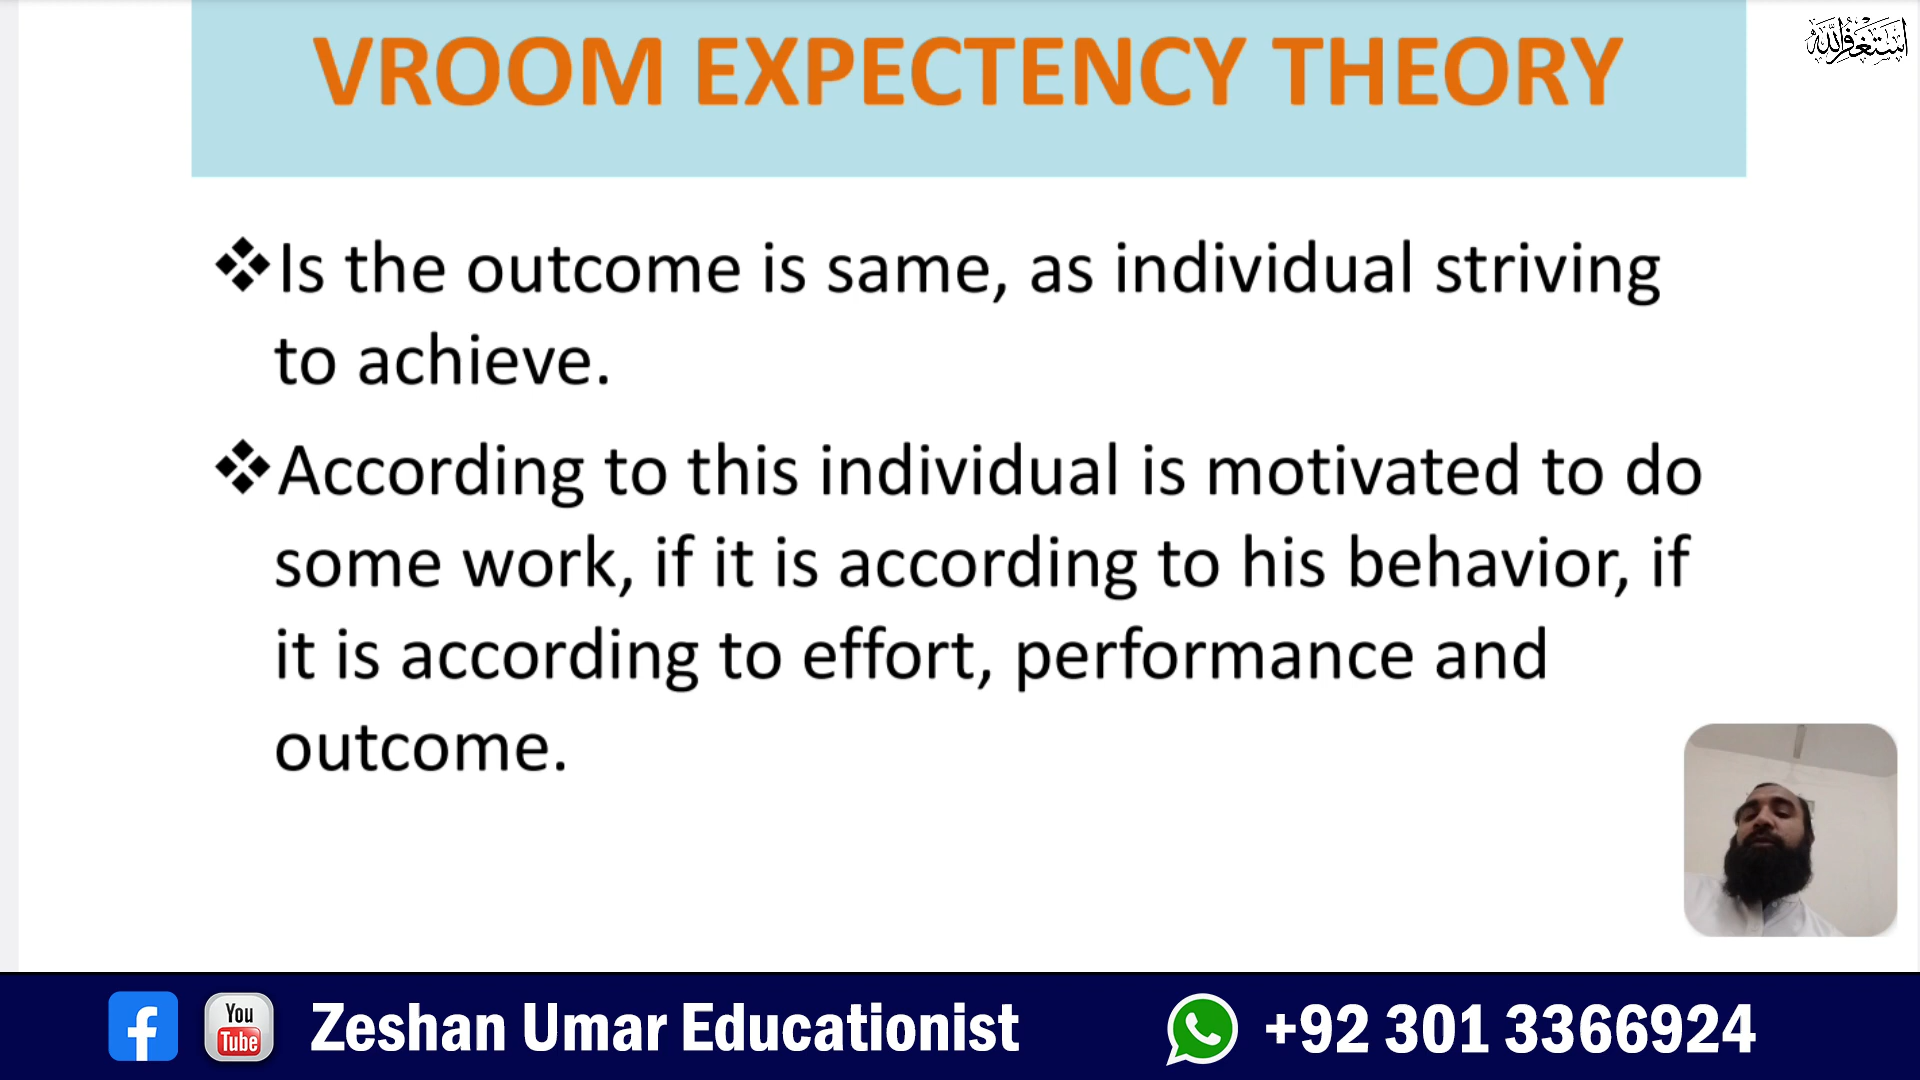 VROOM EXPECTENCY THEORY
استغفرالله
❖Is the outcome is same, as individual striving
to achieve.
❖According to this individual is motivated to do
some work, if it is according to his behavior, if
it is according to effort, performance and
outcome.
f You Tube Zeshan Umar Educationist +92 301 3366924